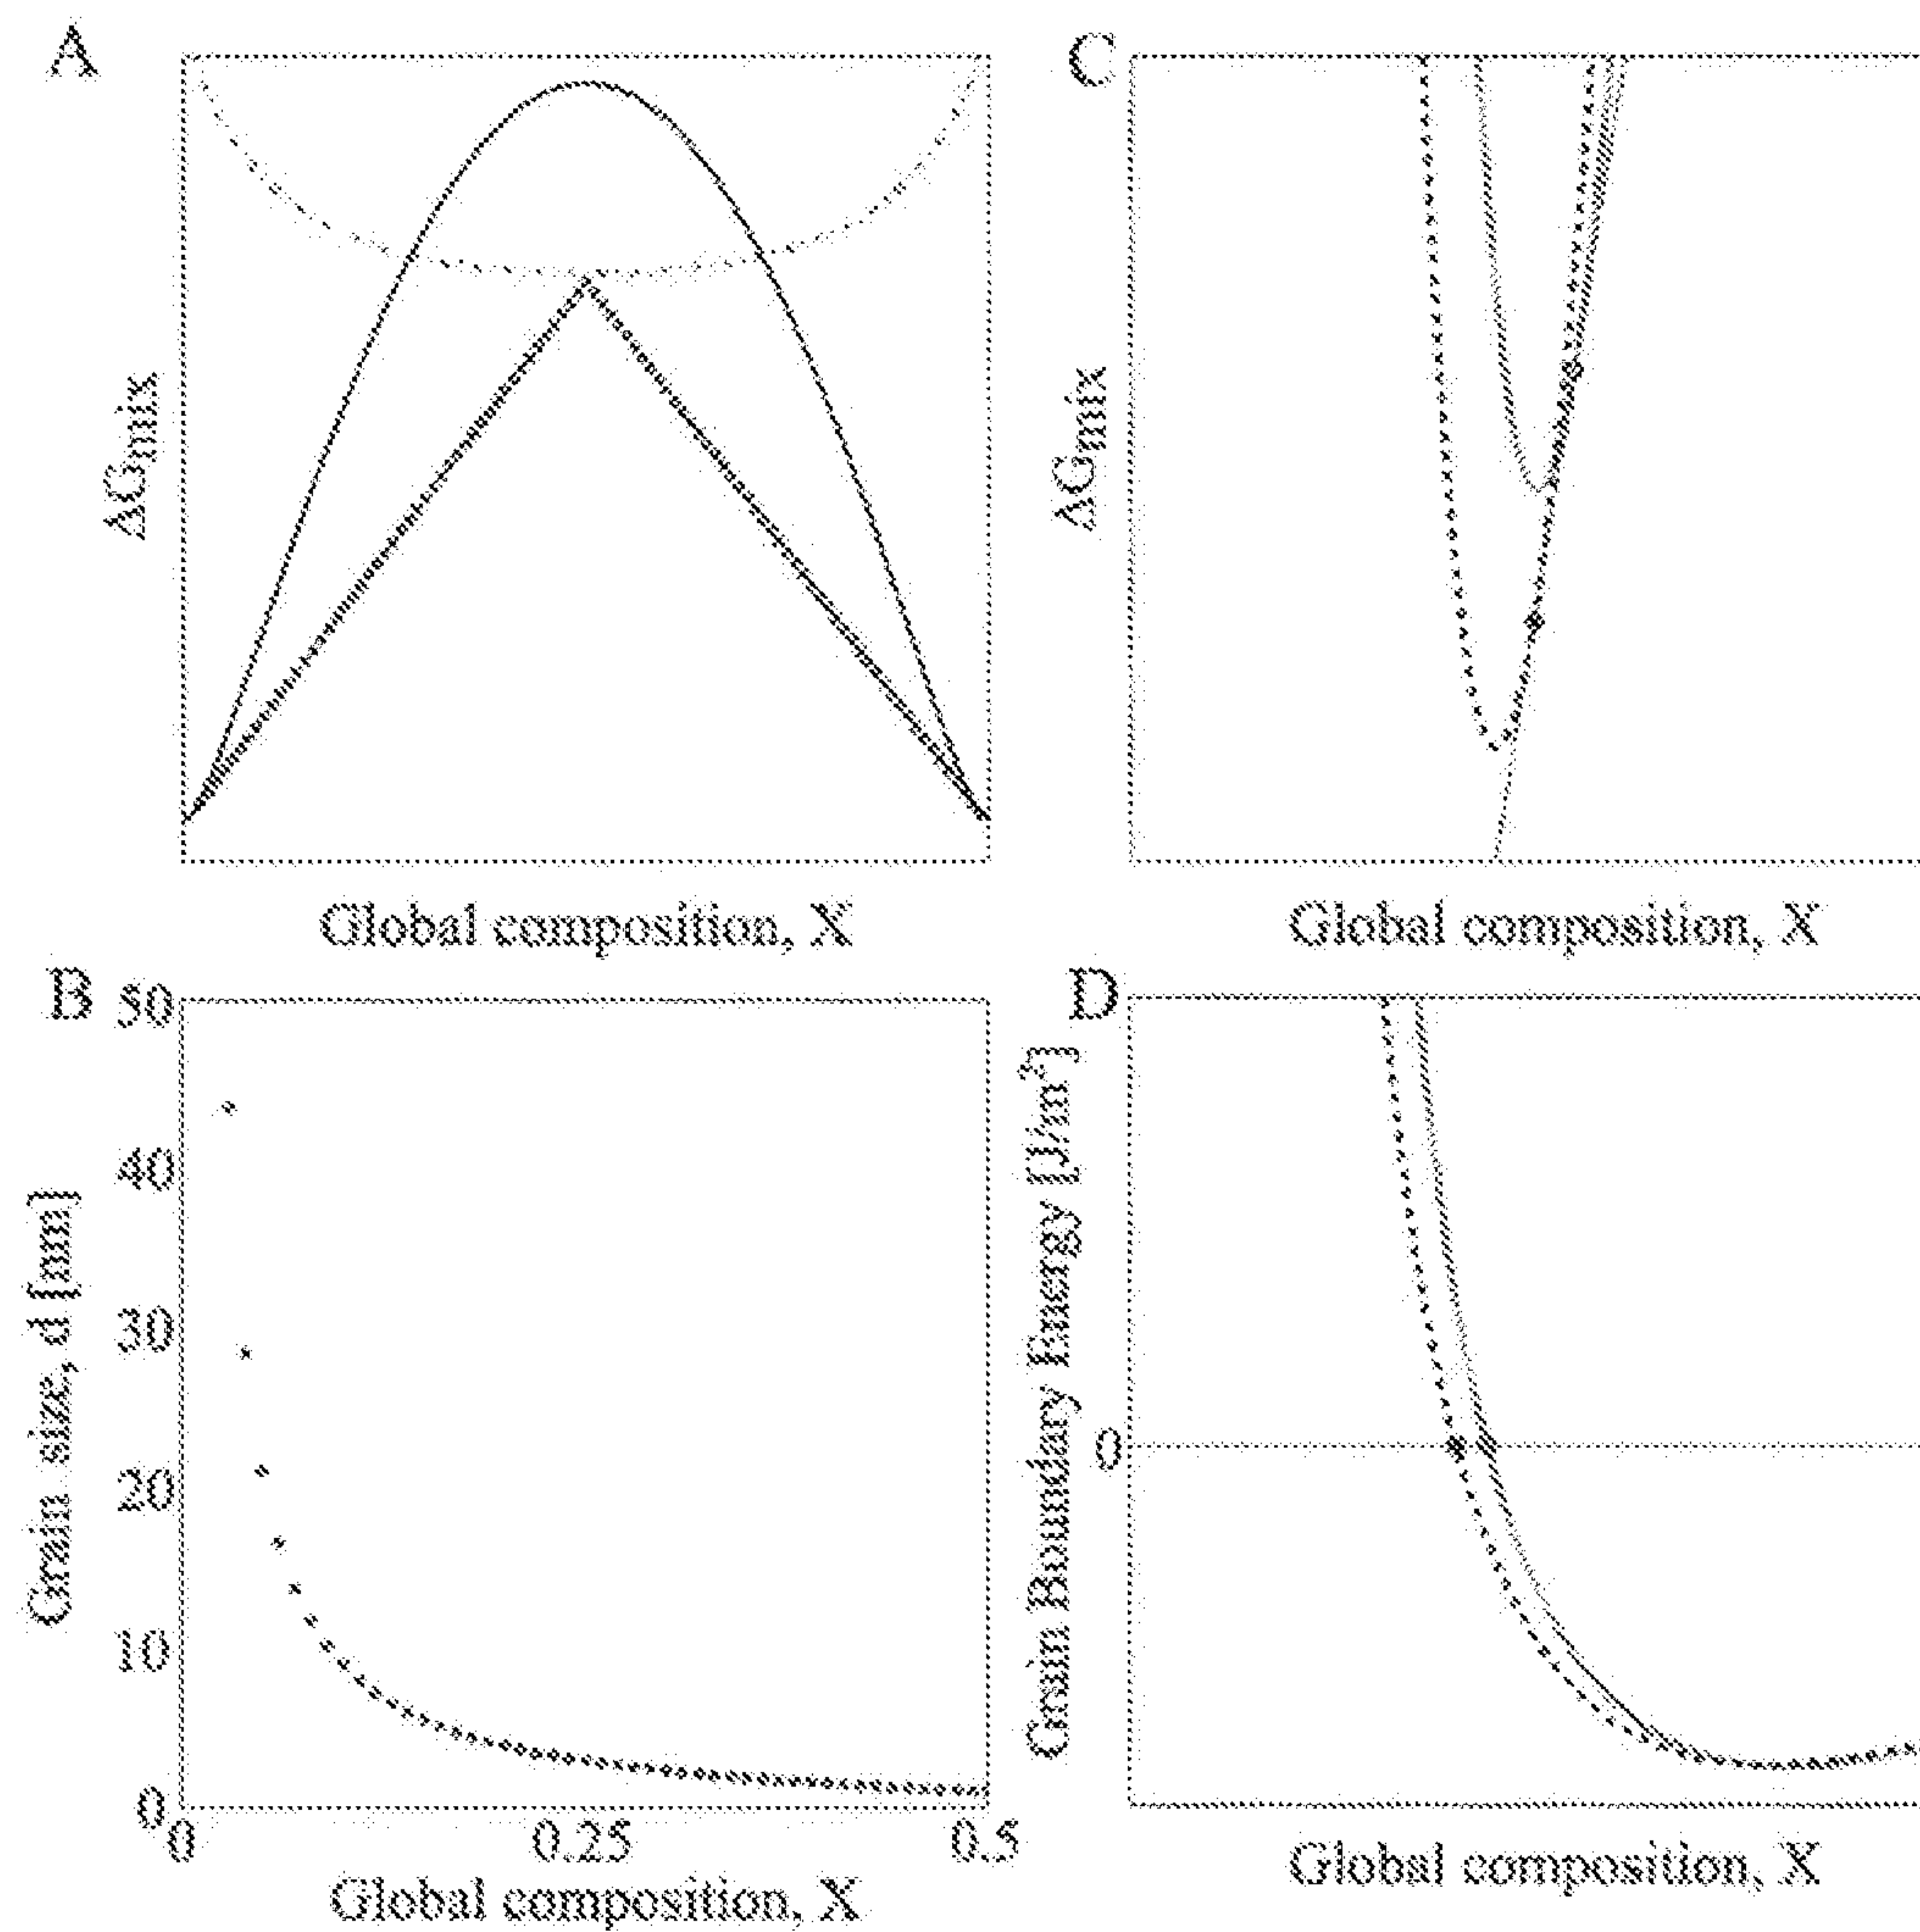 A
ΔGmix
Global composition, X
B
50
40
30
20
10
0
Grain size, d [nm]
0
0.25
0.5
Global composition, X
C
ΔGmix
Global composition, X
D
Grain Boundary Energy [J/m²]
0
Global composition, X